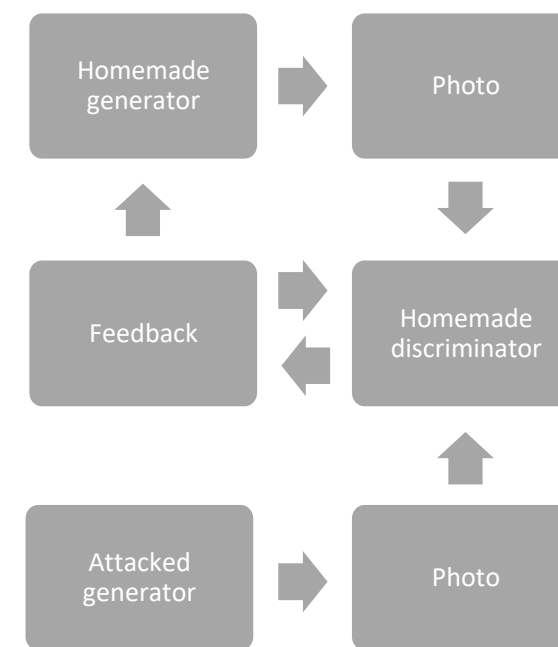 Homemade
generator
Photo
Feedback
Homemade
discriminator
Attacked
generator
Photo